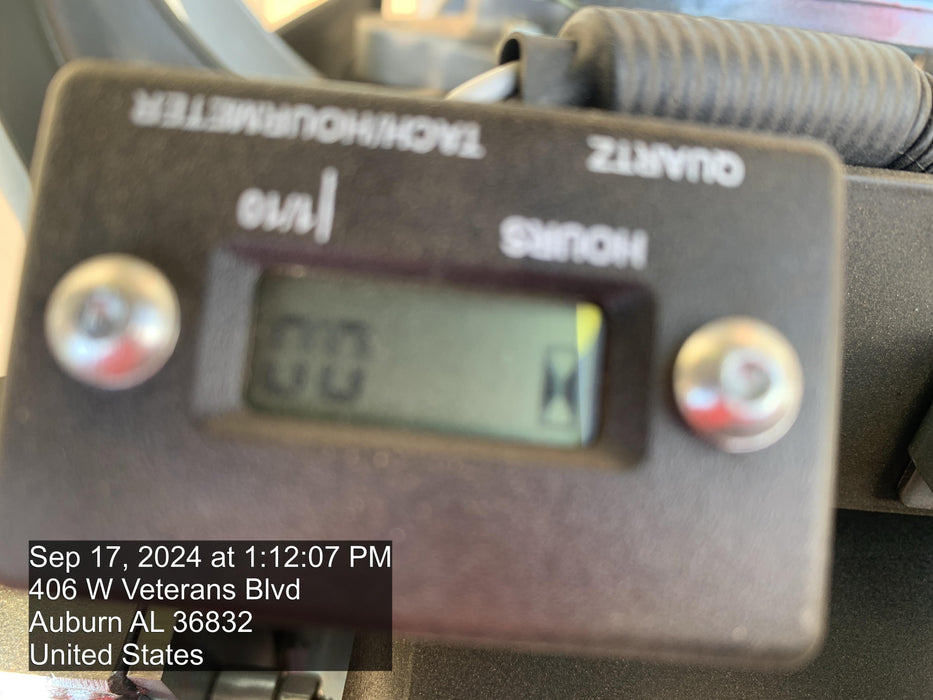 QUARTZ TACH/HOURMETER
HOURS 1/10
00
Sep 17, 2024 at 1:12:07 PM
406 W Veterans Blvd
Auburn AL 36832
United States